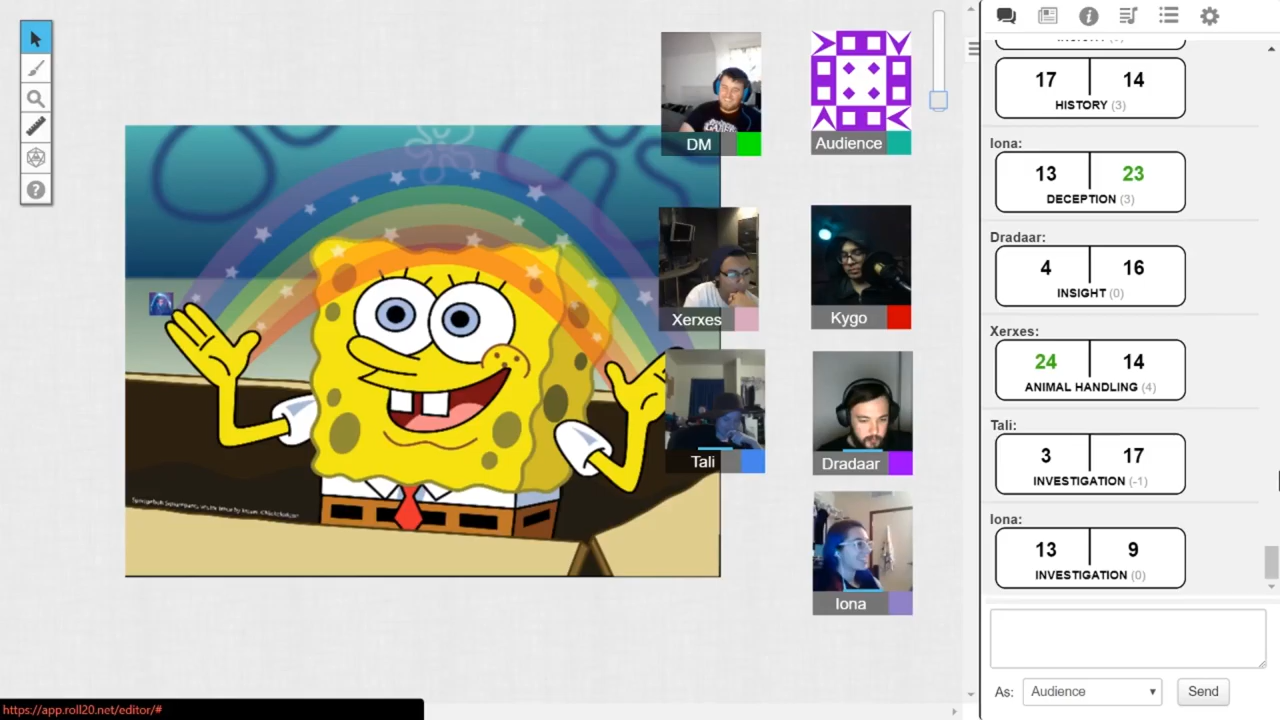 DM
Audience
Xerxes
Kygo
Tali
Dradaar
Iona
https://app.roll20.net/editor/#
17 14
HISTORY (3)
Iona:
13 23
DECEPTION (3)
Dradaar:
4 16
INSIGHT (0)
Xerxes:
24 14
ANIMAL HANDLING (4)
Tali:
3 17
INVESTIGATION (-1)
Iona:
13 9
INVESTIGATION (0)
As: Audience Send